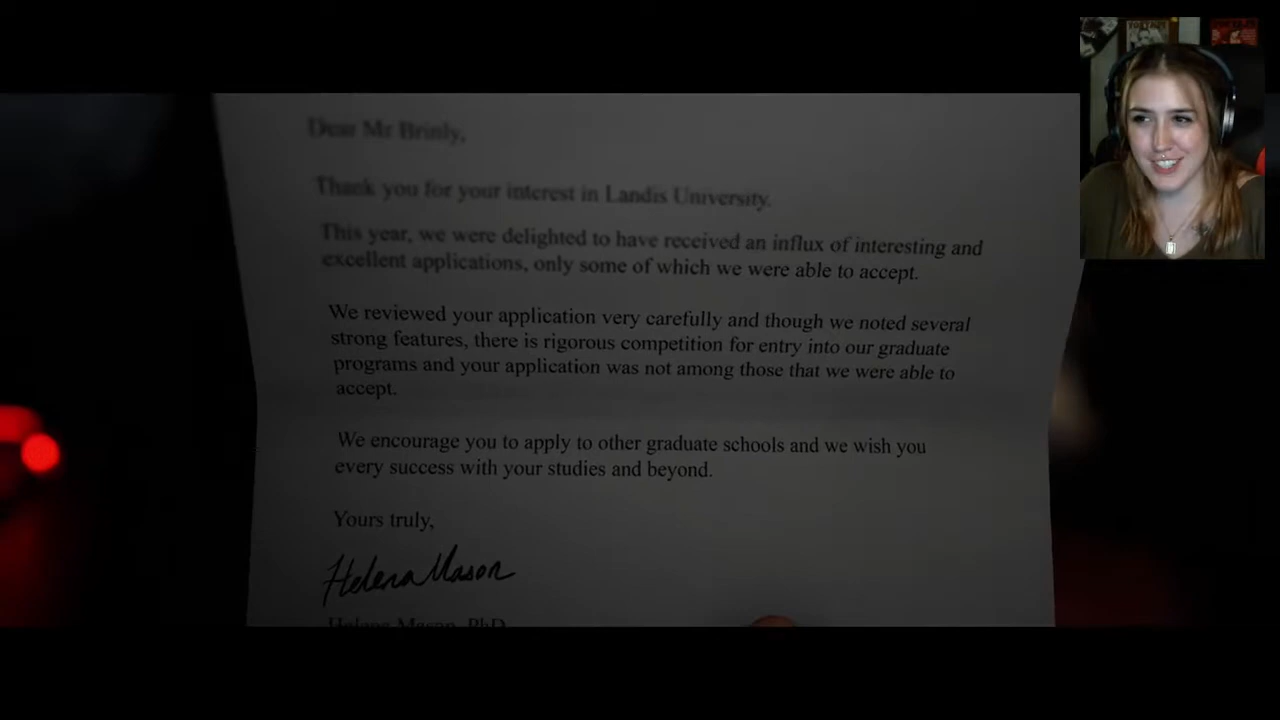 Dear Mr Brinly,
Thank you for your interest in Landis University.
This year, we were delighted to have received an influx of interesting and
excellent applications, only some of which we were able to accept.
We reviewed your application very carefully and though we noted several
strong features, there is rigorous competition for entry into our graduate
programs and your application was not among those that we were able to
accept.
We encourage you to apply to other graduate schools and we wish you
every success with your studies and beyond.
Yours truly,
Helena Mason
Helena Mason, PhD